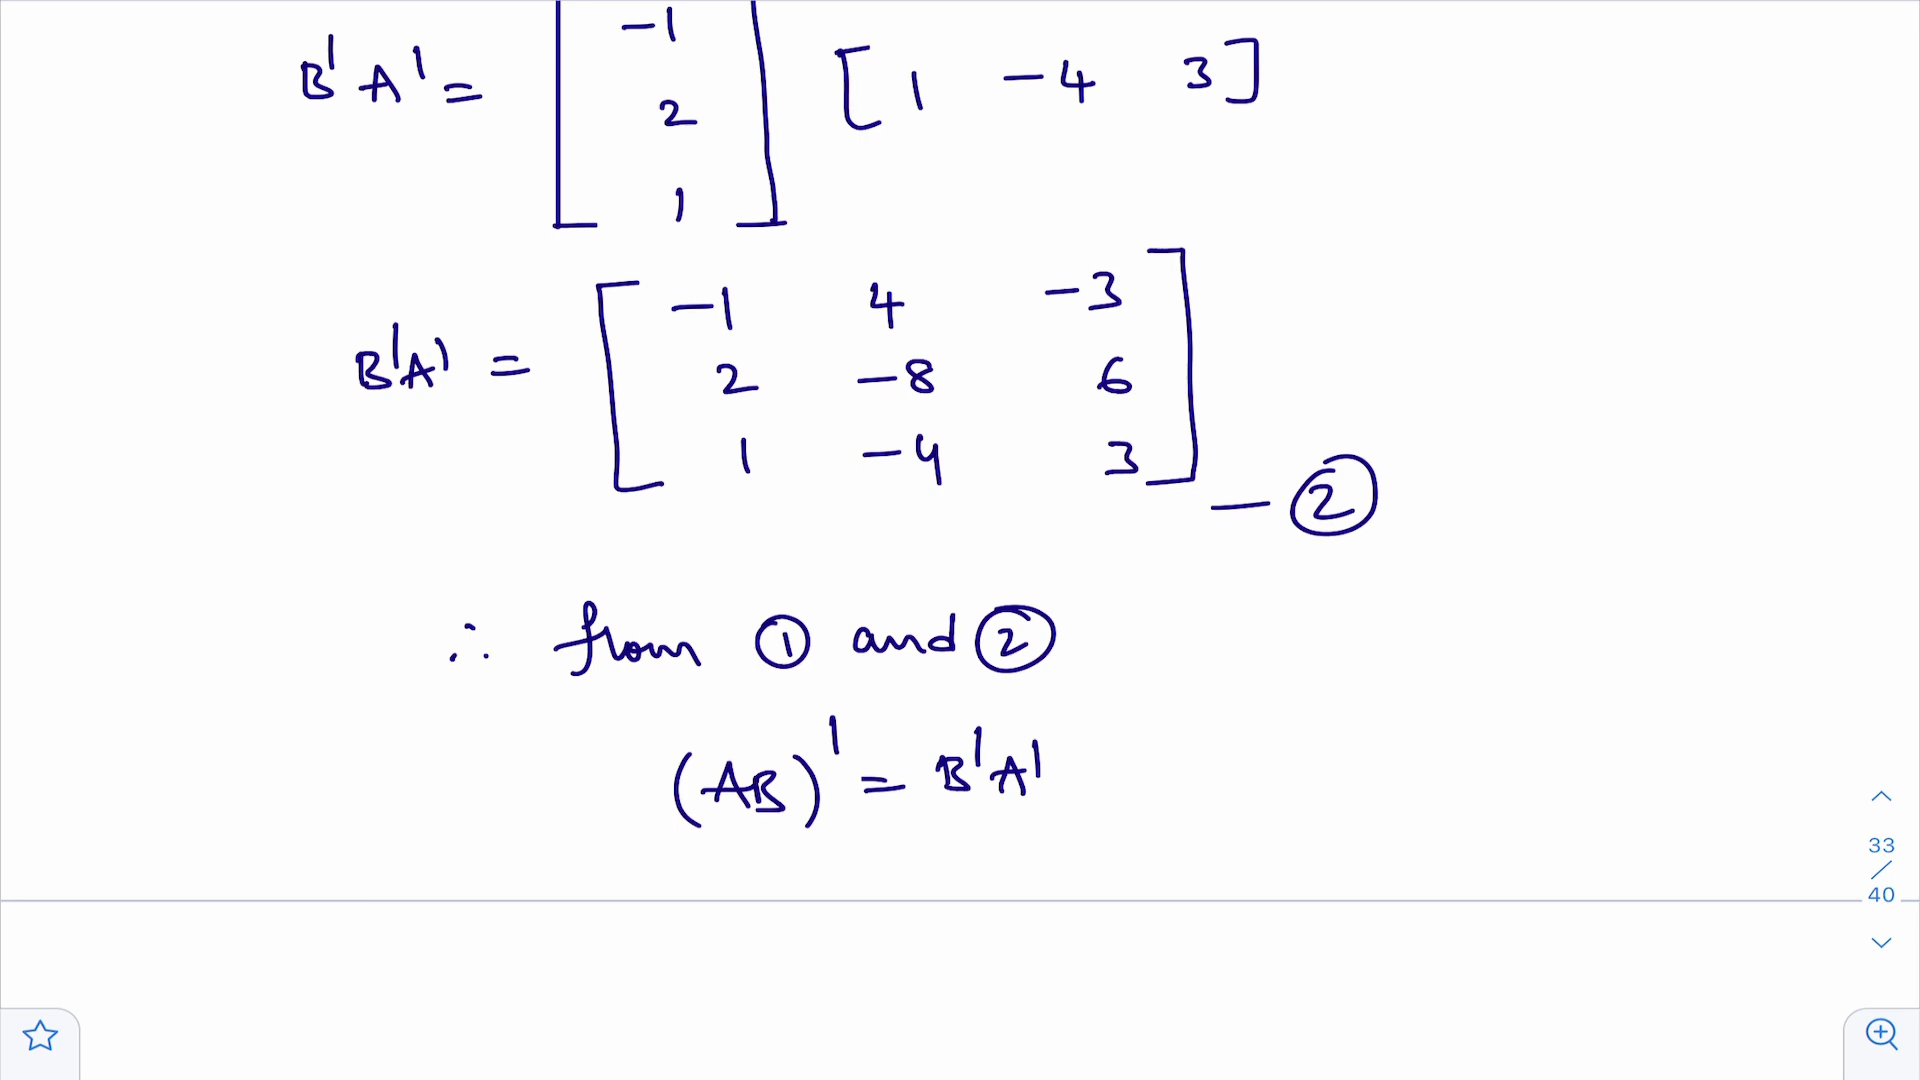 B'A' = [-1 2 1] [1 -4 3]
B'A' = [-1 4 -3
2 -8 6
1 -4 3] — ②
∴ from ① and ②
(AB)' = B'A'
33
/
40